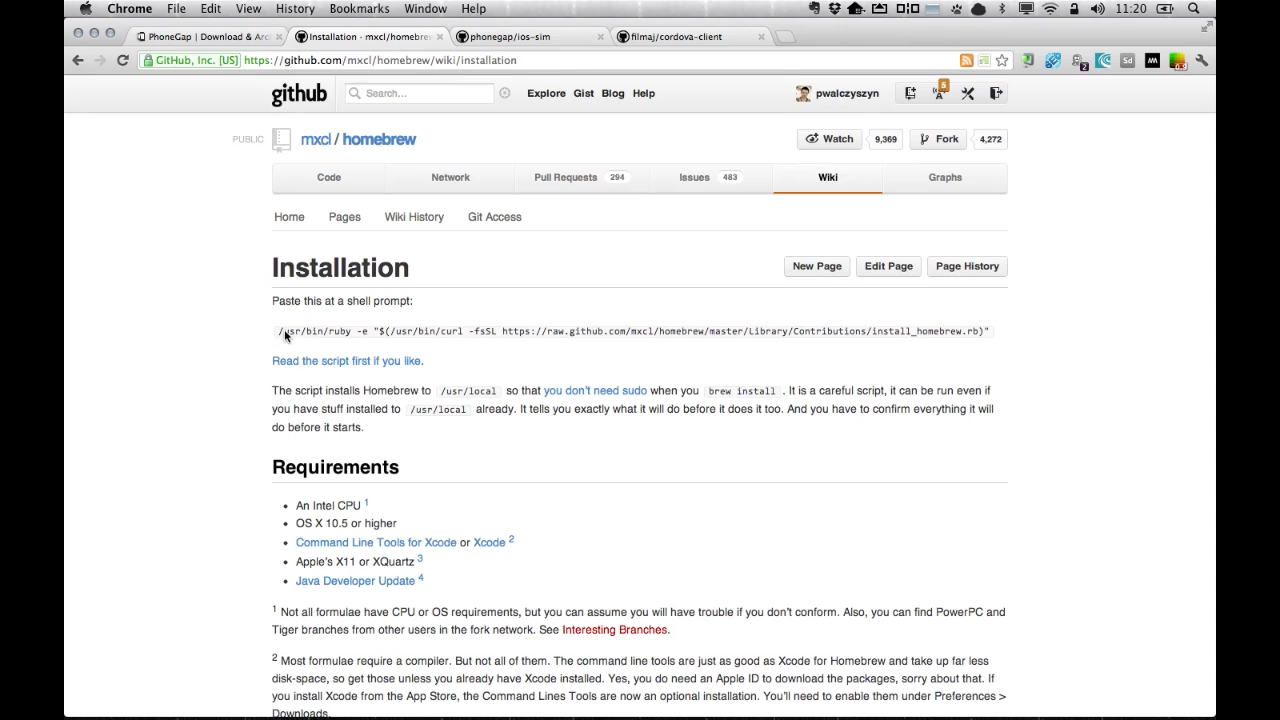 Chrome File Edit View History Bookmarks Window Help 11:20
PhoneGap | Download & Arc Installation · mxcl/homebrew phonegap/ios-sim filmaj/cordova-client
GitHub, Inc. [US] https://github.com/mxcl/homebrew/wiki/installation
github Search... Explore Gist Blog Help pwalczyszyn 5
PUBLIC mxcl / homebrew Watch 9,369 Fork 4,272
Code Network Pull Requests 294 Issues 483 Wiki Graphs
Home Pages Wiki History Git Access
Installation New Page Edit Page Page History
Paste this at a shell prompt:
/usr/bin/ruby -e "$(/usr/bin/curl -fsSL https://raw.github.com/mxcl/homebrew/master/Library/Contributions/install_homebrew.rb)"
Read the script first if you like.
The script installs Homebrew to /usr/local so that you don't need sudo when you brew install . It is a careful script, it can be run even if
you have stuff installed to /usr/local already. It tells you exactly what it will do before it does it too. And you have to confirm everything it will
do before it starts.
Requirements
• An Intel CPU 1
• OS X 10.5 or higher
• Command Line Tools for Xcode or Xcode 2
• Apple's X11 or XQuartz 3
• Java Developer Update 4
1 Not all formulae have CPU or OS requirements, but you can assume you will have trouble if you don't conform. Also, you can find PowerPC and
Tiger branches from other users in the fork network. See Interesting Branches.
2 Most formulae require a compiler. But not all of them. The command line tools are just as good as Xcode for Homebrew and take up far less
disk-space, so get those unless you already have Xcode installed. Yes, you do need an Apple ID to download the packages, sorry about that. If
you install Xcode from the App Store, the Command Lines Tools are now an optional installation. You'll need to enable them under Preferences >
Downloads.